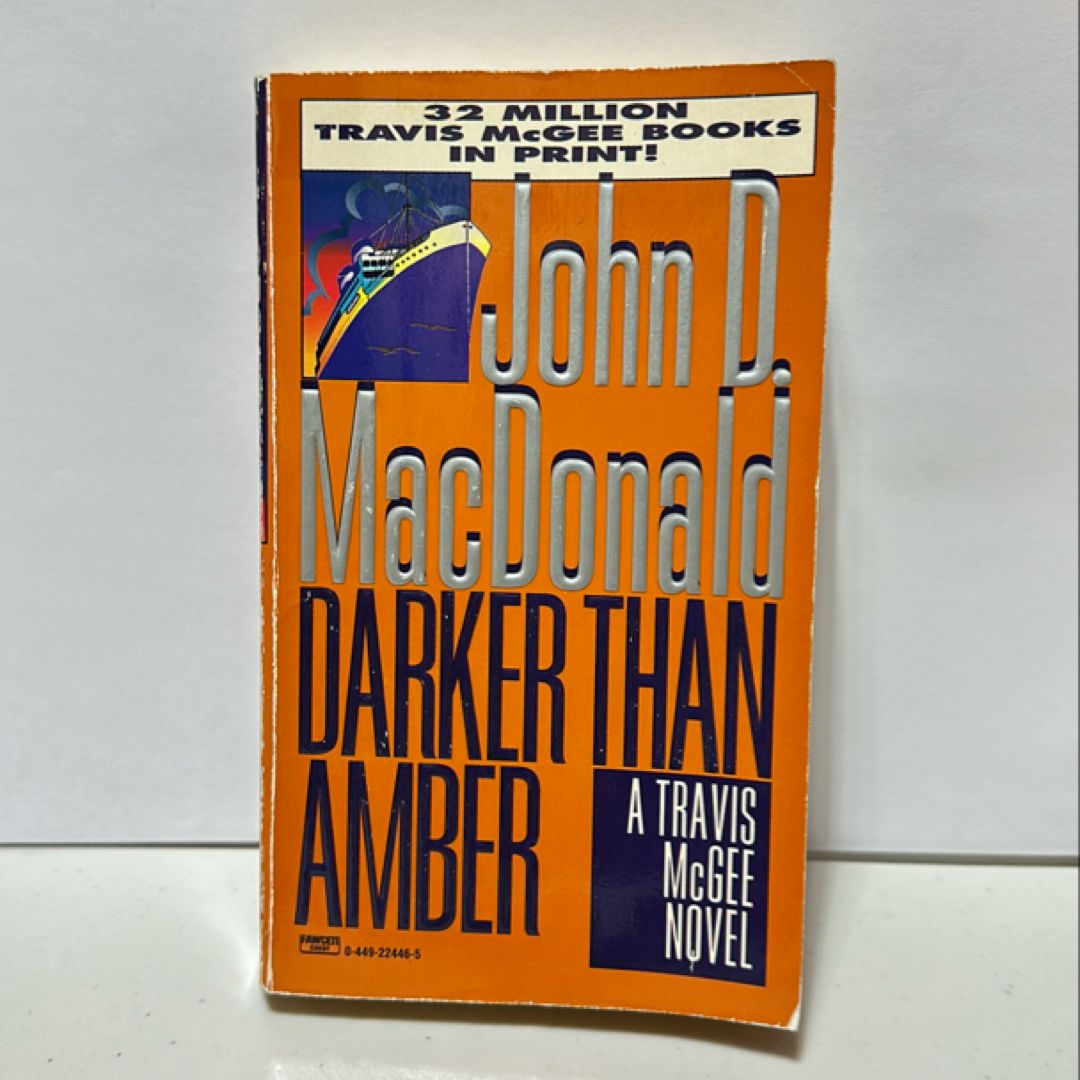 32 MILLION
TRAVIS McGEE BOOKS
IN PRINT!
John D.
MacDonald
DARKER THAN
AMBER
A TRAVIS
McGEE
NOVEL
FAWCETT
CREST
0-449-22446-5